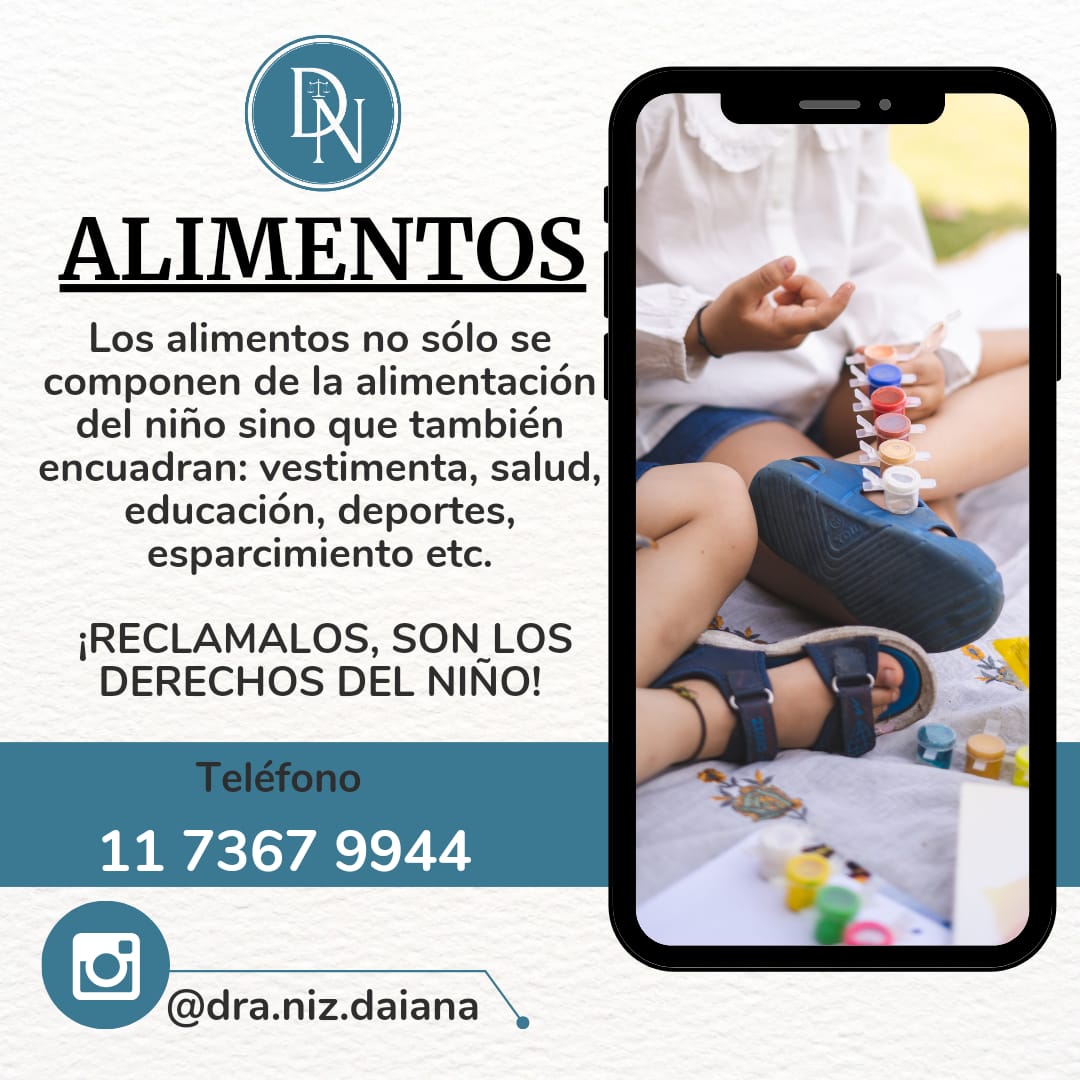 DN
ALIMENTOS
Los alimentos no sólo se
componen de la alimentación
del niño sino que también
encuadran: vestimenta, salud,
educación, deportes,
esparcimiento etc.
¡RECLAMALOS, SON LOS
DERECHOS DEL NIÑO!
Teléfono
11 7367 9944
@dra.niz.daiana